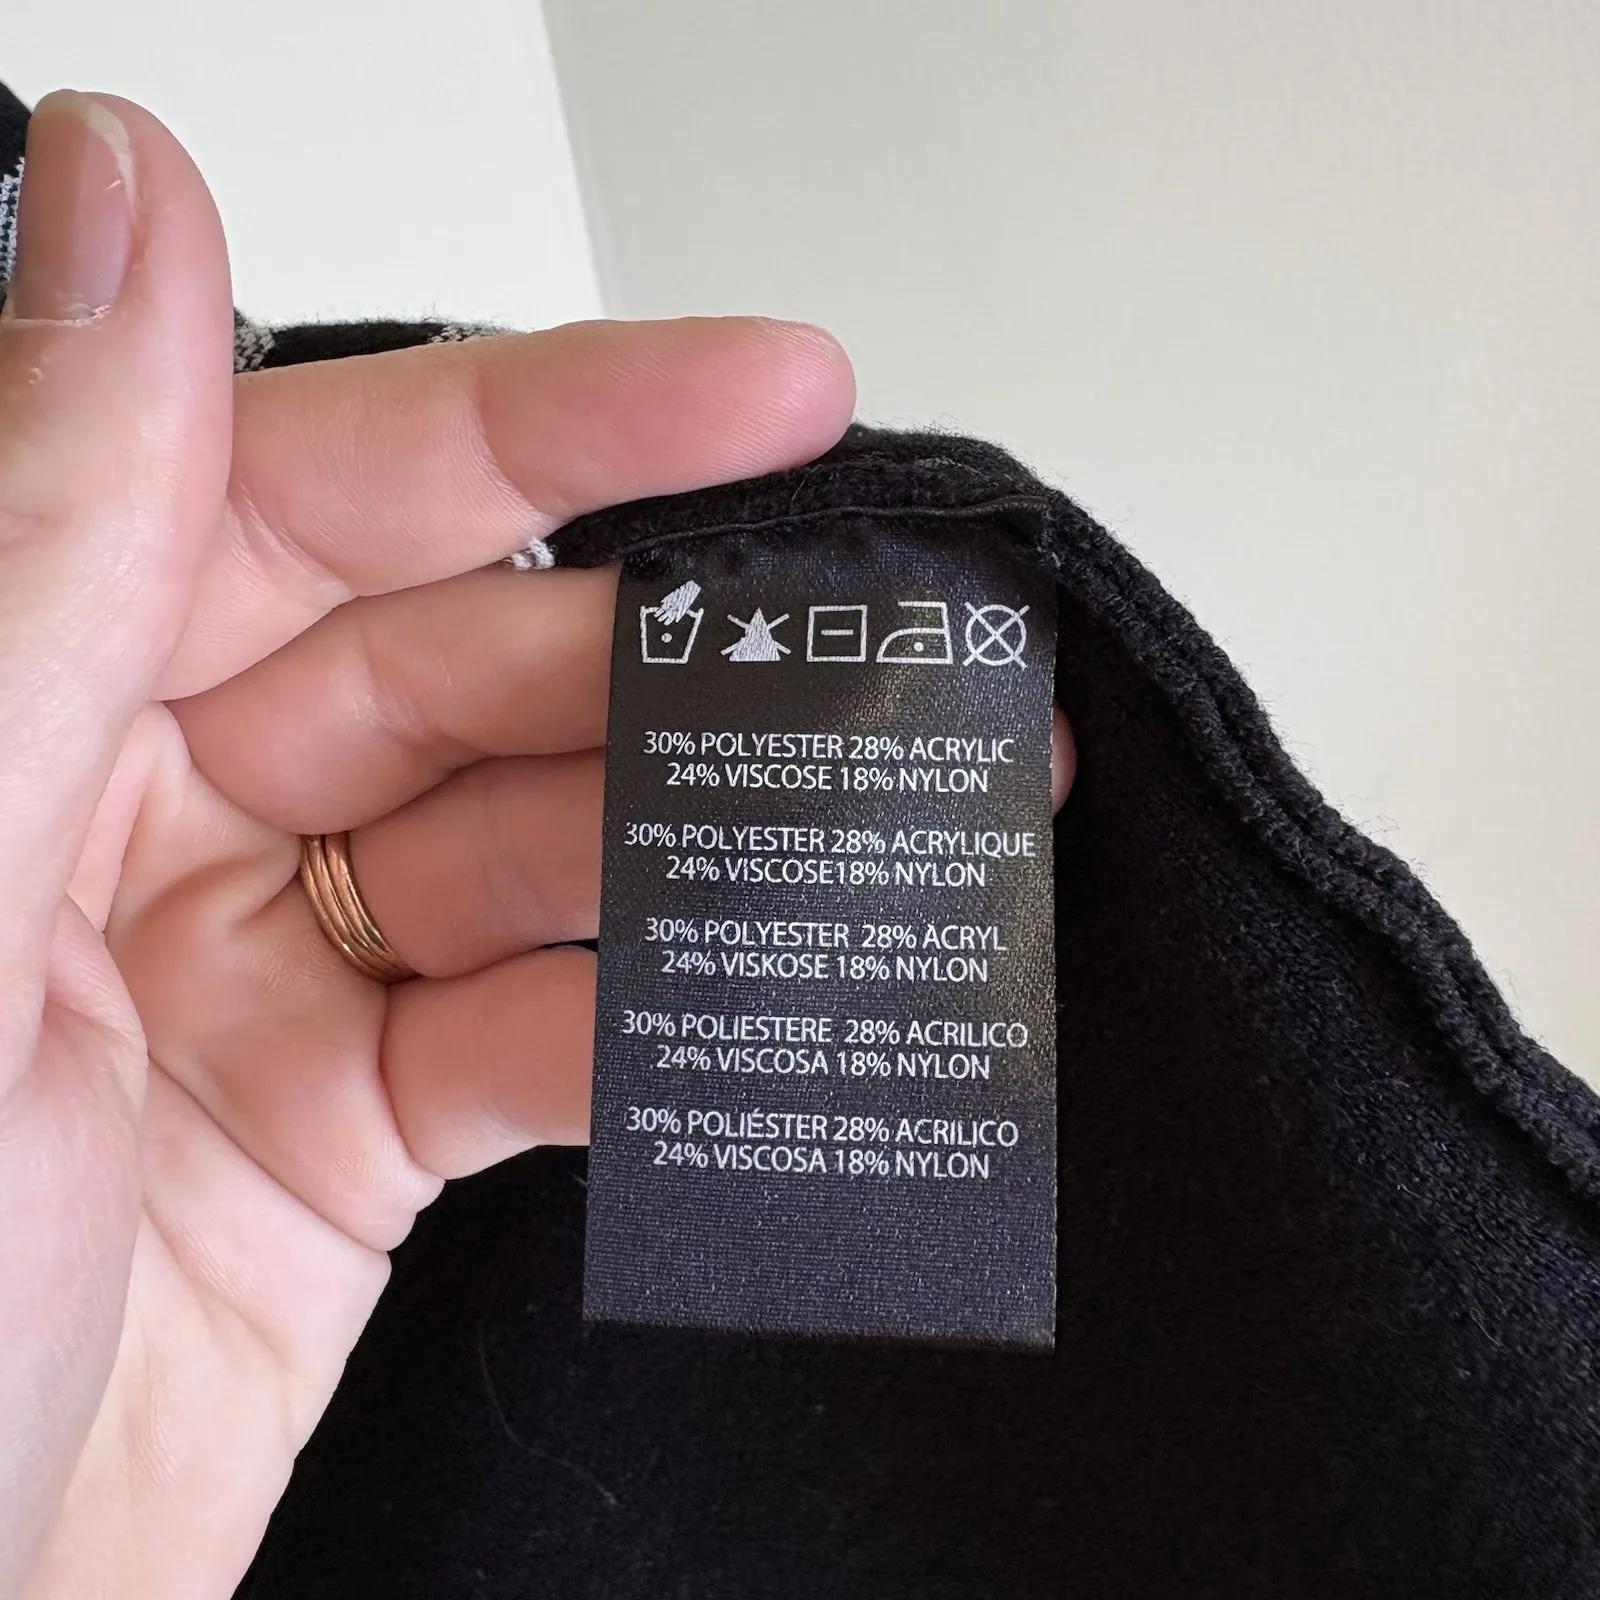 30% POLYESTER 28% ACRYLIC
24% VISCOSE 18% NYLON
30% POLYESTER 28% ACRYLIQUE
24% VISCOSE18% NYLON
30% POLYESTER 28% ACRYL
24% VISKOSE 18% NYLON
30% POLIESTERE 28% ACRILICO
24% VISCOSA 18% NYLON
30% POLIÉSTER 28% ACRILICO
24% VISCOSA 18% NYLON